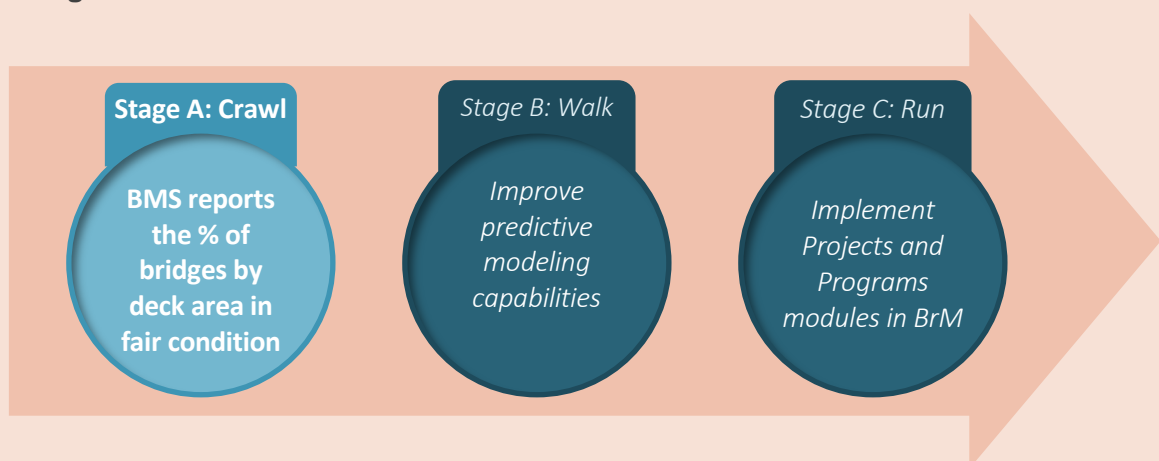 Stage A: Crawl
BMS reports
the % of
bridges by
deck area in
fair condition
Stage B: Walk
Improve
predictive
modeling
capabilities
Stage C: Run
Implement
Projects and
Programs
modules in BrM